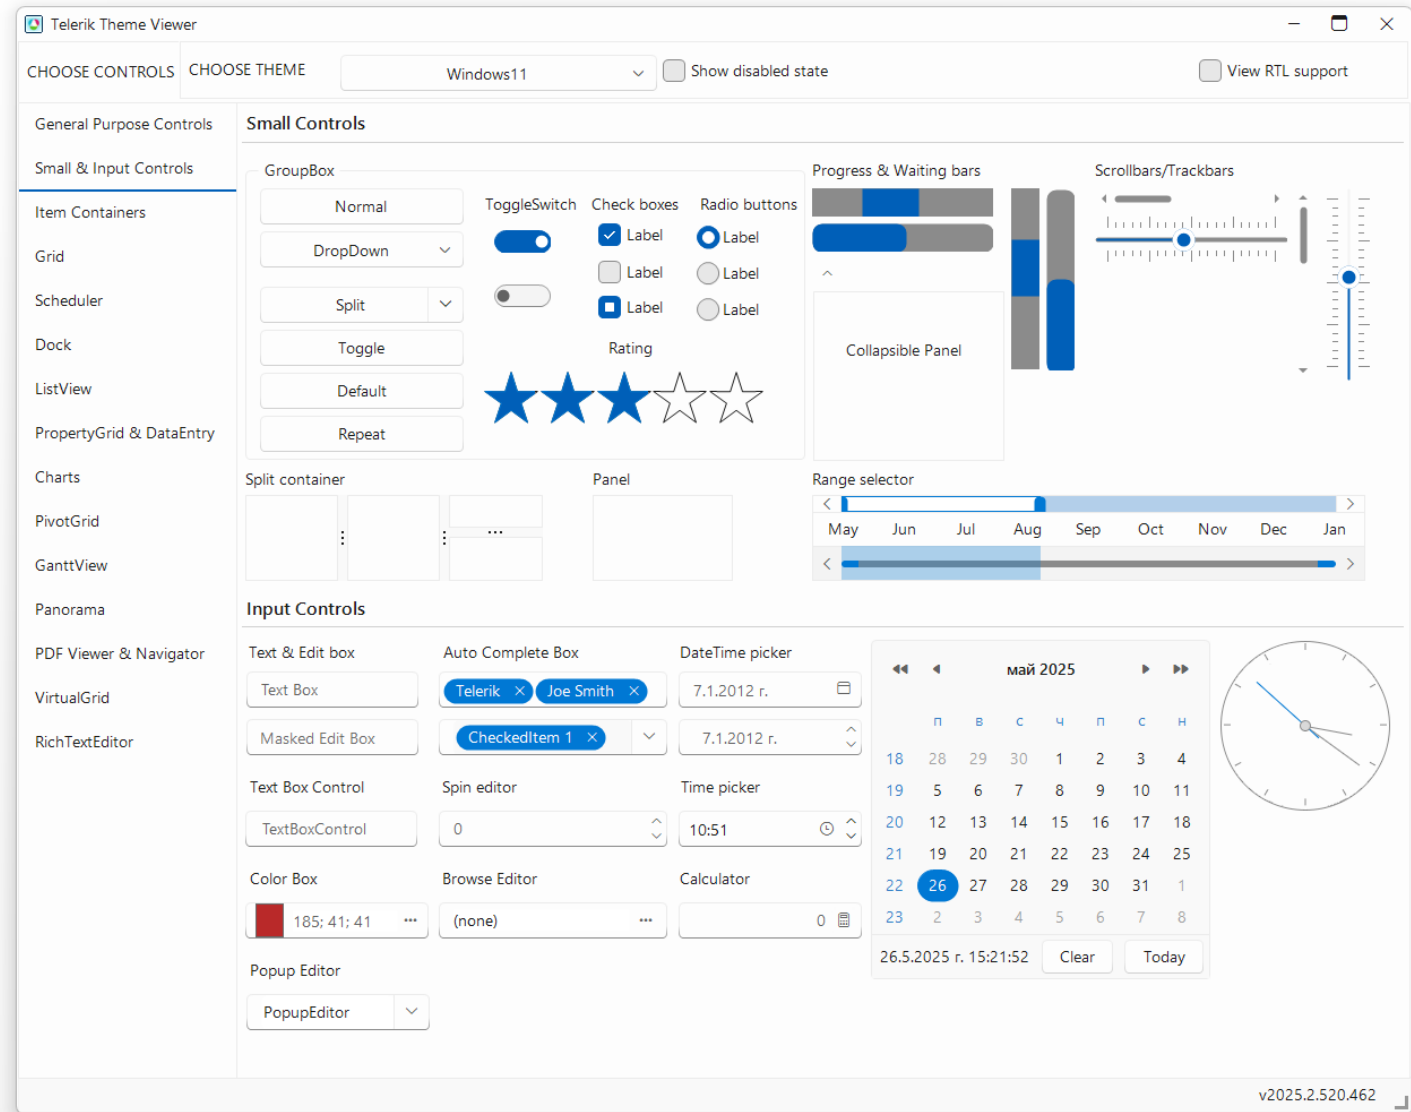 Telerik Theme Viewer
CHOOSE CONTROLS
CHOOSE THEME
Windows11
Show disabled state
View RTL support
General Purpose Controls
Small & Input Controls
Item Containers
Grid
Scheduler
Dock
ListView
PropertyGrid & DataEntry
Charts
PivotGrid
GanttView
Panorama
PDF Viewer & Navigator
VirtualGrid
RichTextEditor
Small Controls
GroupBox
Normal
DropDown
Split
Toggle
Default
Repeat
ToggleSwitch
Check boxes
Label
Label
Label
Radio buttons
Label
Label
Label
Rating
Progress & Waiting bars
Collapsible Panel
Scrollbars/Trackbars
Split container
Panel
Range selector
May Jun Jul Aug Sep Oct Nov Dec Jan
Input Controls
Text & Edit box
Text Box
Masked Edit Box
Text Box Control
TextBoxControl
Color Box
185; 41; 41
Popup Editor
PopupEditor
Auto Complete Box
Telerik
Joe Smith
CheckedItem 1
Spin editor
0
Browse Editor
(none)
DateTime picker
7.1.2012 г.
7.1.2012 г.
Time picker
10:51
Calculator
0
май 2025
п в с ч п с н
18 28 29 30 1 2 3 4
19 5 6 7 8 9 10 11
20 12 13 14 15 16 17 18
21 19 20 21 22 23 24 25
22 26 27 28 29 30 31 1
23 2 3 4 5 6 7 8
26.5.2025 г. 15:21:52
Clear
Today
v2025.2.520.462